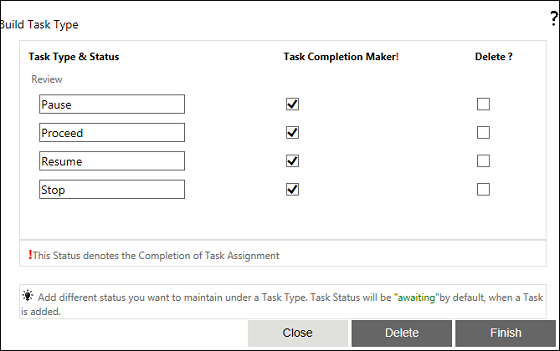 Build Task Type ?
Task Type & Status Task Completion Maker! Delete ?
Review
Pause
Proceed
Resume
Stop
!This Status denotes the Completion of Task Assignment
Add different status you want to maintain under a Task Type. Task Status will be "awaiting"by default, when a Task
is added.
Close Delete Finish